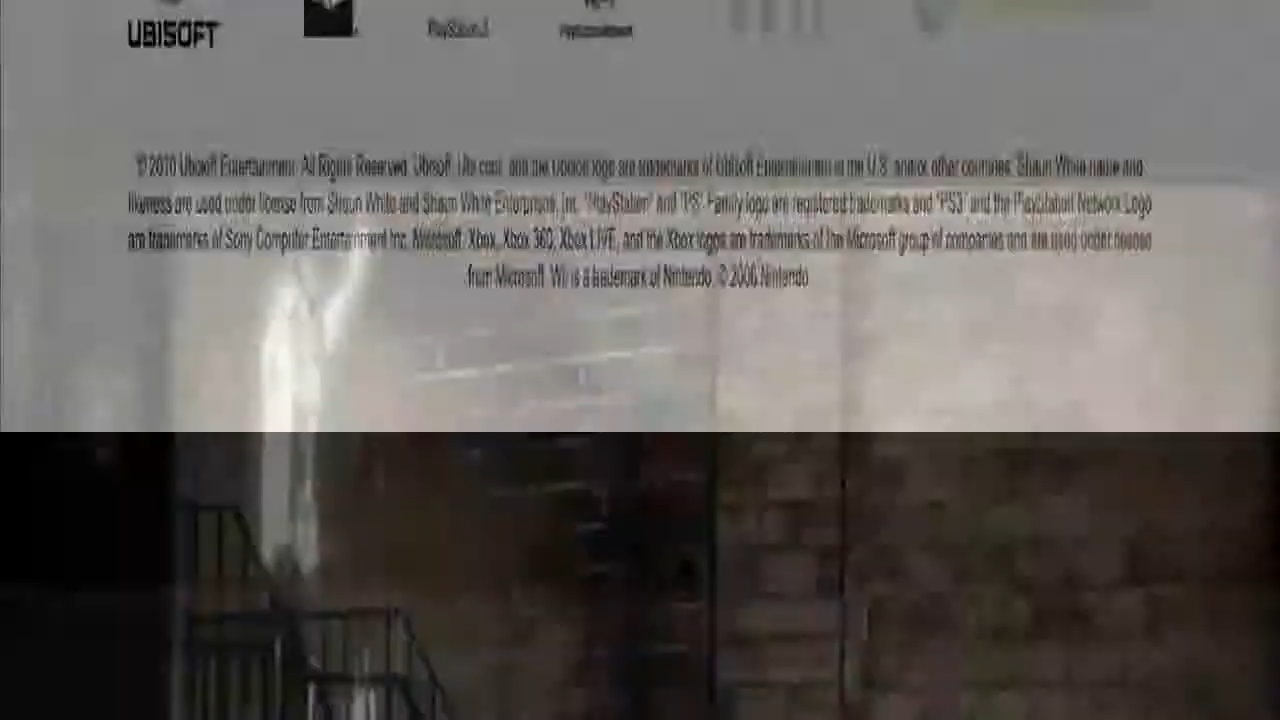 UBISOFT
PlayStation 3
© 2010 Ubisoft Entertainment. All Rights Reserved. Ubisoft, Ubi.com, and the Ubisoft logo are trademarks of Ubisoft Entertainment in the U.S. and/or other countries. Shaun White name and
likeness are used under license from Shaun White and Shaun White Enterprises, Inc. "PlayStation" and "PS" Family logo are registered trademarks and "PS3" and the PlayStation Network Logo
are trademarks of Sony Computer Entertainment Inc. Microsoft, Xbox, Xbox 360, Xbox LIVE, and the Xbox logos are trademarks of the Microsoft group of companies and are used under
from Microsoft. Wii is a trademark of Nintendo. © 2006 Nintendo